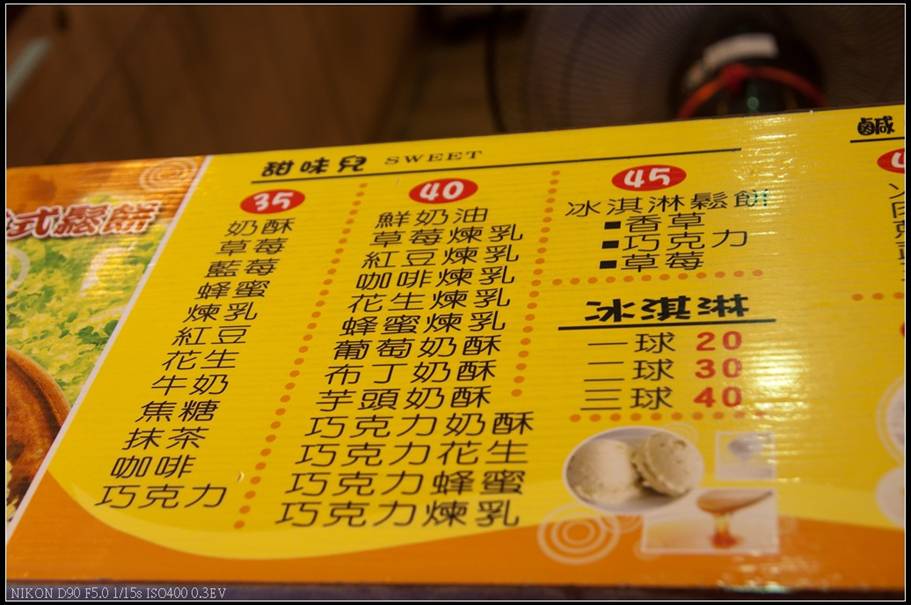 式鬆餅
甜味兒 SWEET
35
奶酥
草莓
藍莓
蜂蜜
煉乳
紅豆
花生
牛奶
焦糖
抹茶
咖啡
巧克力
40
鮮奶油
草莓煉乳
紅豆煉乳
咖啡煉乳
花生煉乳
蜂蜜煉乳
葡萄奶酥
布丁奶酥
芋頭奶酥
巧克力奶酥
巧克力花生
巧克力蜂蜜
巧克力煉乳
45
冰淇淋鬆餅
■香草
■巧克力
■草莓
冰淇淋
一球 20
二球 30
三球 40
鹹
NIKON D90 F5.0 1/15s ISO400 0.3EV